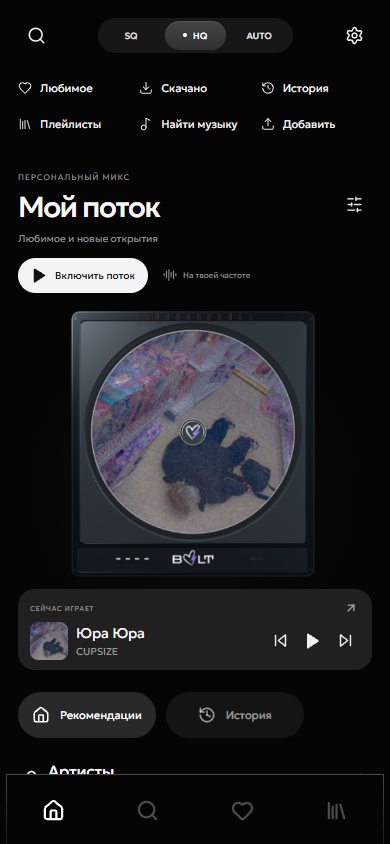 SQ
HQ
AUTO
Любимое
Скачано
История
Плейлисты
Найти музыку
Добавить
ПЕРСОНАЛЬНЫЙ МИКС
Мой поток
Любимое и новые открытия
Включить поток
На твоей частоте
BOLT
СЕЙЧАС ИГРАЕТ
Юра Юра
CUPSIZE
Рекомендации
История
Артисты